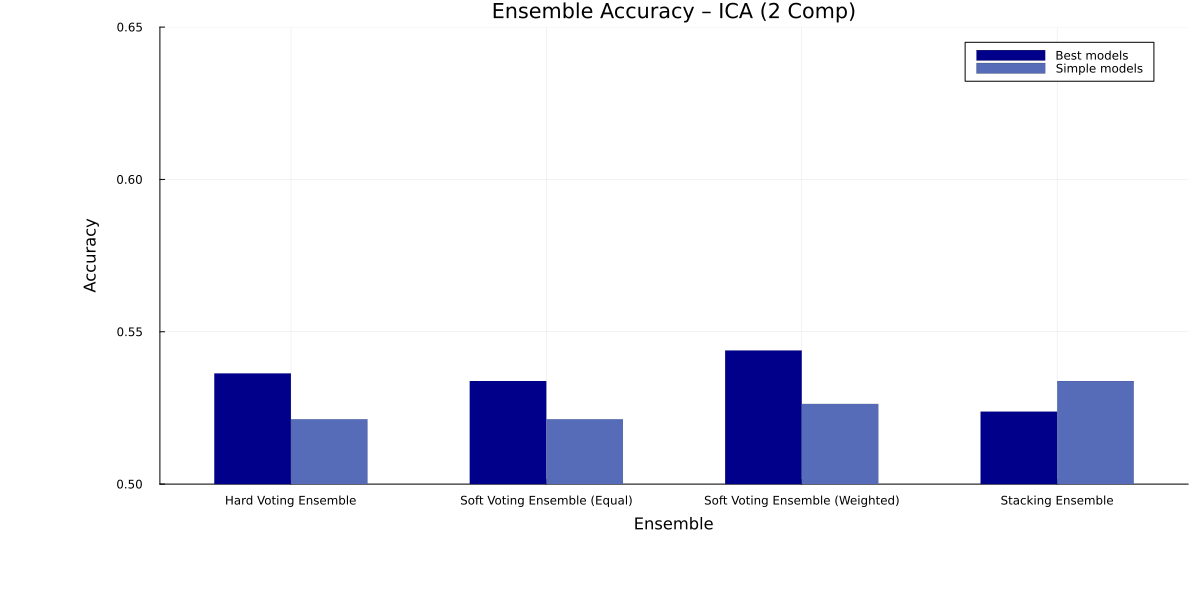 Ensemble Accuracy – ICA (2 Comp)
0.65
Best models
Simple models
0.60
Accuracy
0.55
0.50
Hard Voting Ensemble
Soft Voting Ensemble (Equal)
Soft Voting Ensemble (Weighted)
Stacking Ensemble
Ensemble